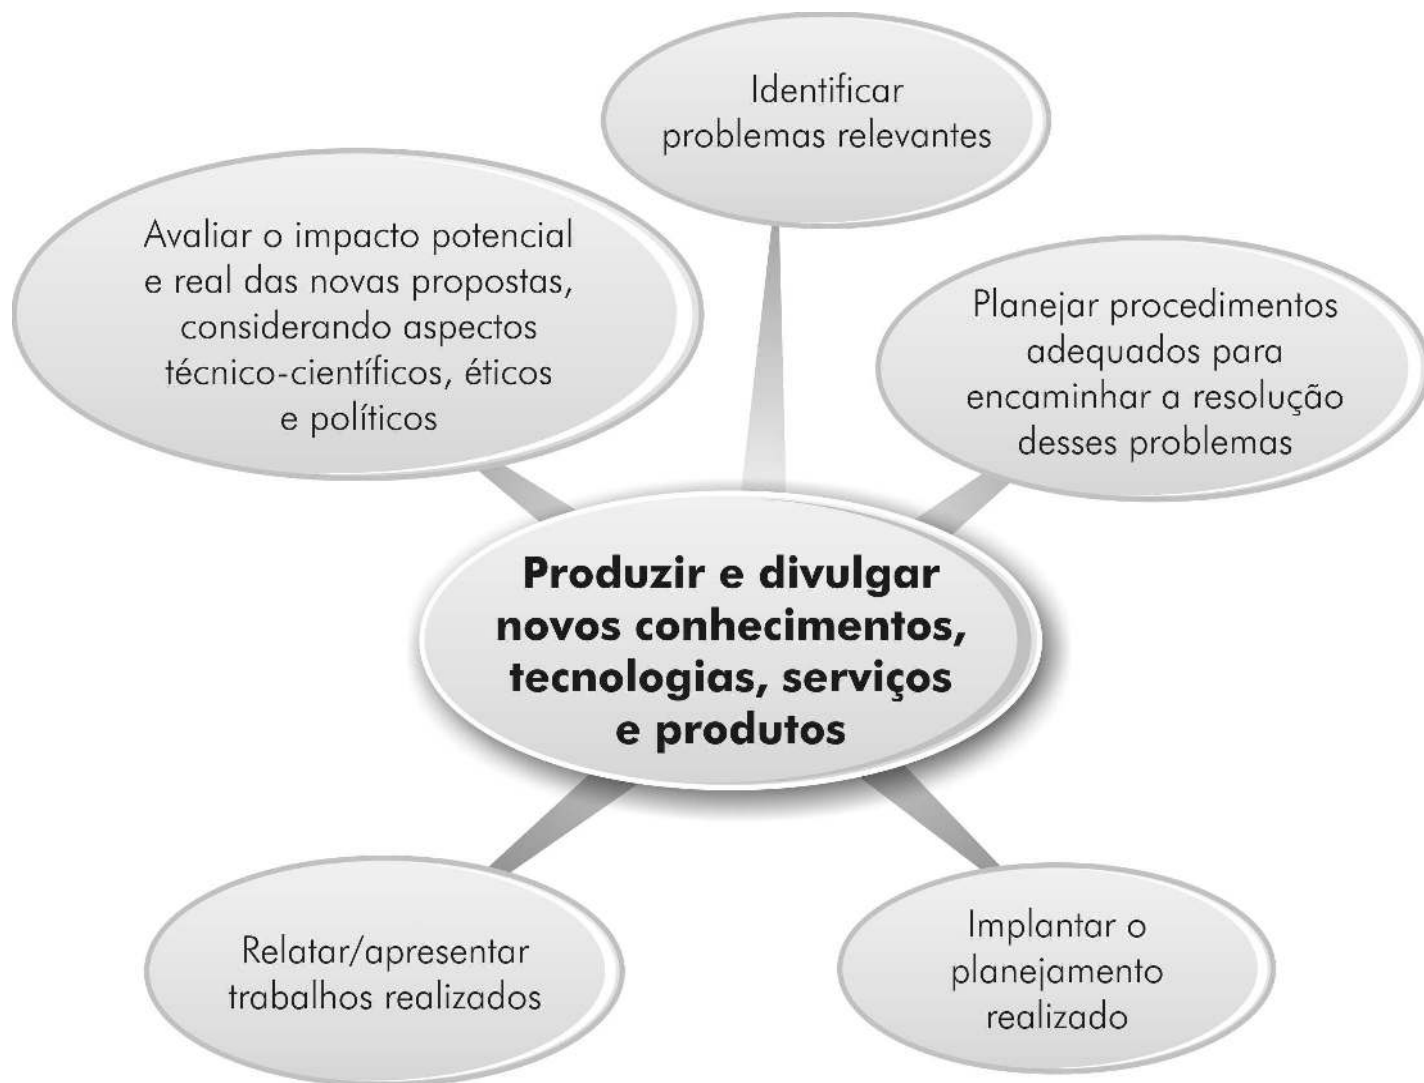 Identificar
problemas relevantes
Avaliar o impacto potencial
e real das novas propostas,
considerando aspectos
técnico-científicos, éticos
e políticos
Planejar procedimentos
adequados para
encaminhar a resolução
desses problemas
Produzir e divulgar
novos conhecimentos,
tecnologias, serviços
e produtos
Relatar/apresentar
trabalhos realizados
Implantar o
planejamento
realizado